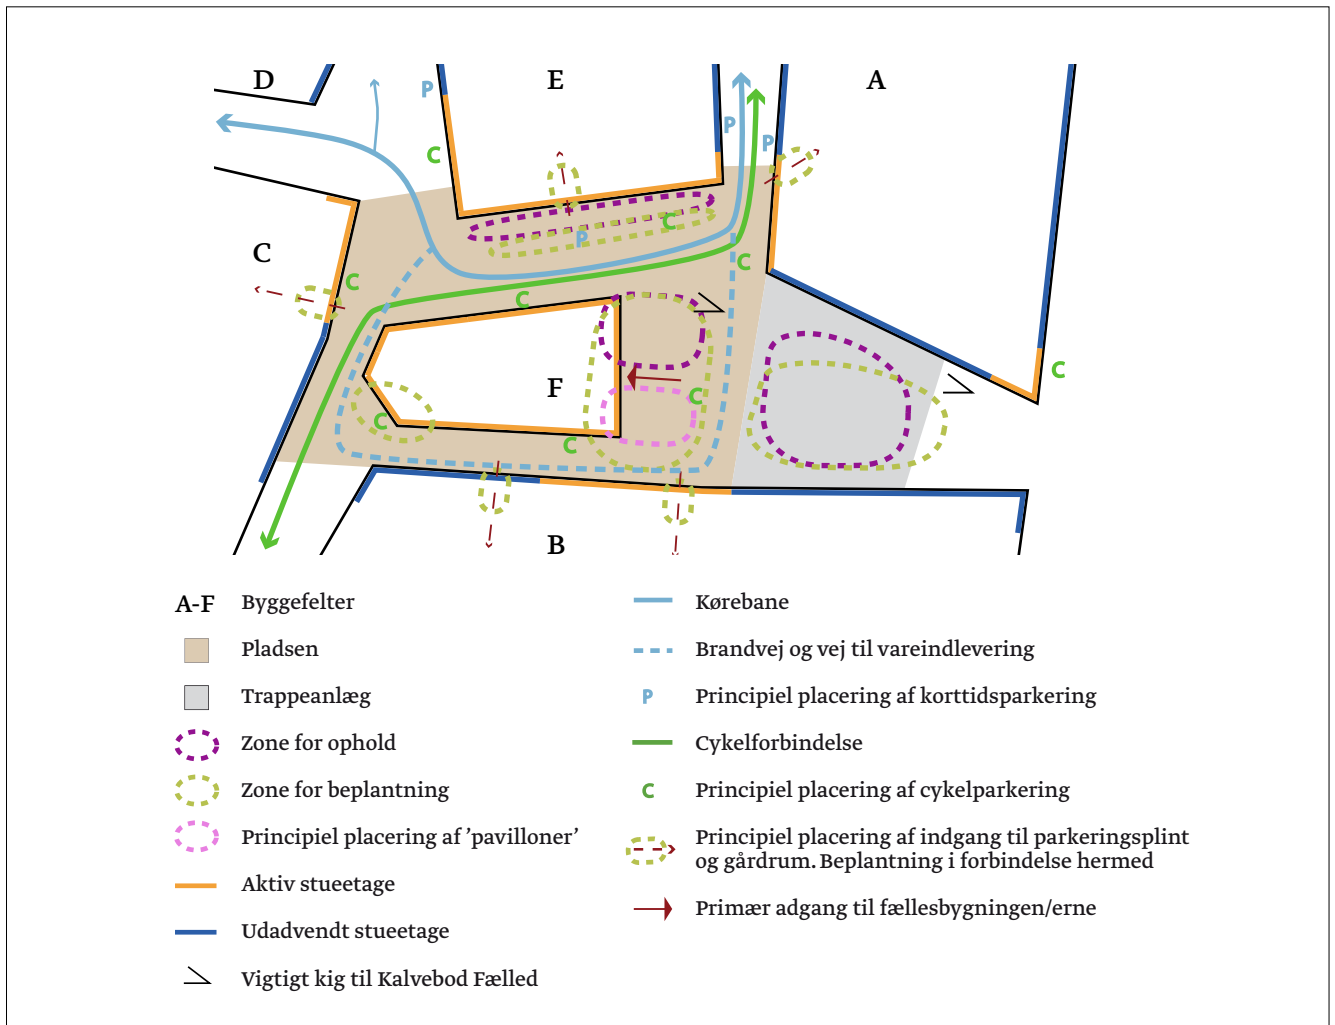 D
E
A
P
P
P
C
C
C
P
C
C
C
F
C
C
C
C
B
A-F Byggefelter
Pladsen
Trappeanlæg
Zone for ophold
Zone for beplantning
Principiel placering af ’pavilloner’
Aktiv stueetage
Udadvendt stueetage
Vigtigt kig til Kalvebod Fælled
Kørebane
Brandvej og vej til vareindlevering
P Principiel placering af korttidsparkering
Cykelforbindelse
C Principiel placering af cykelparkering
Principiel placering af indgang til parkeringsplint
og gårdrum. Beplantning i forbindelse hermed
Primær adgang til fællesbygningen/erne